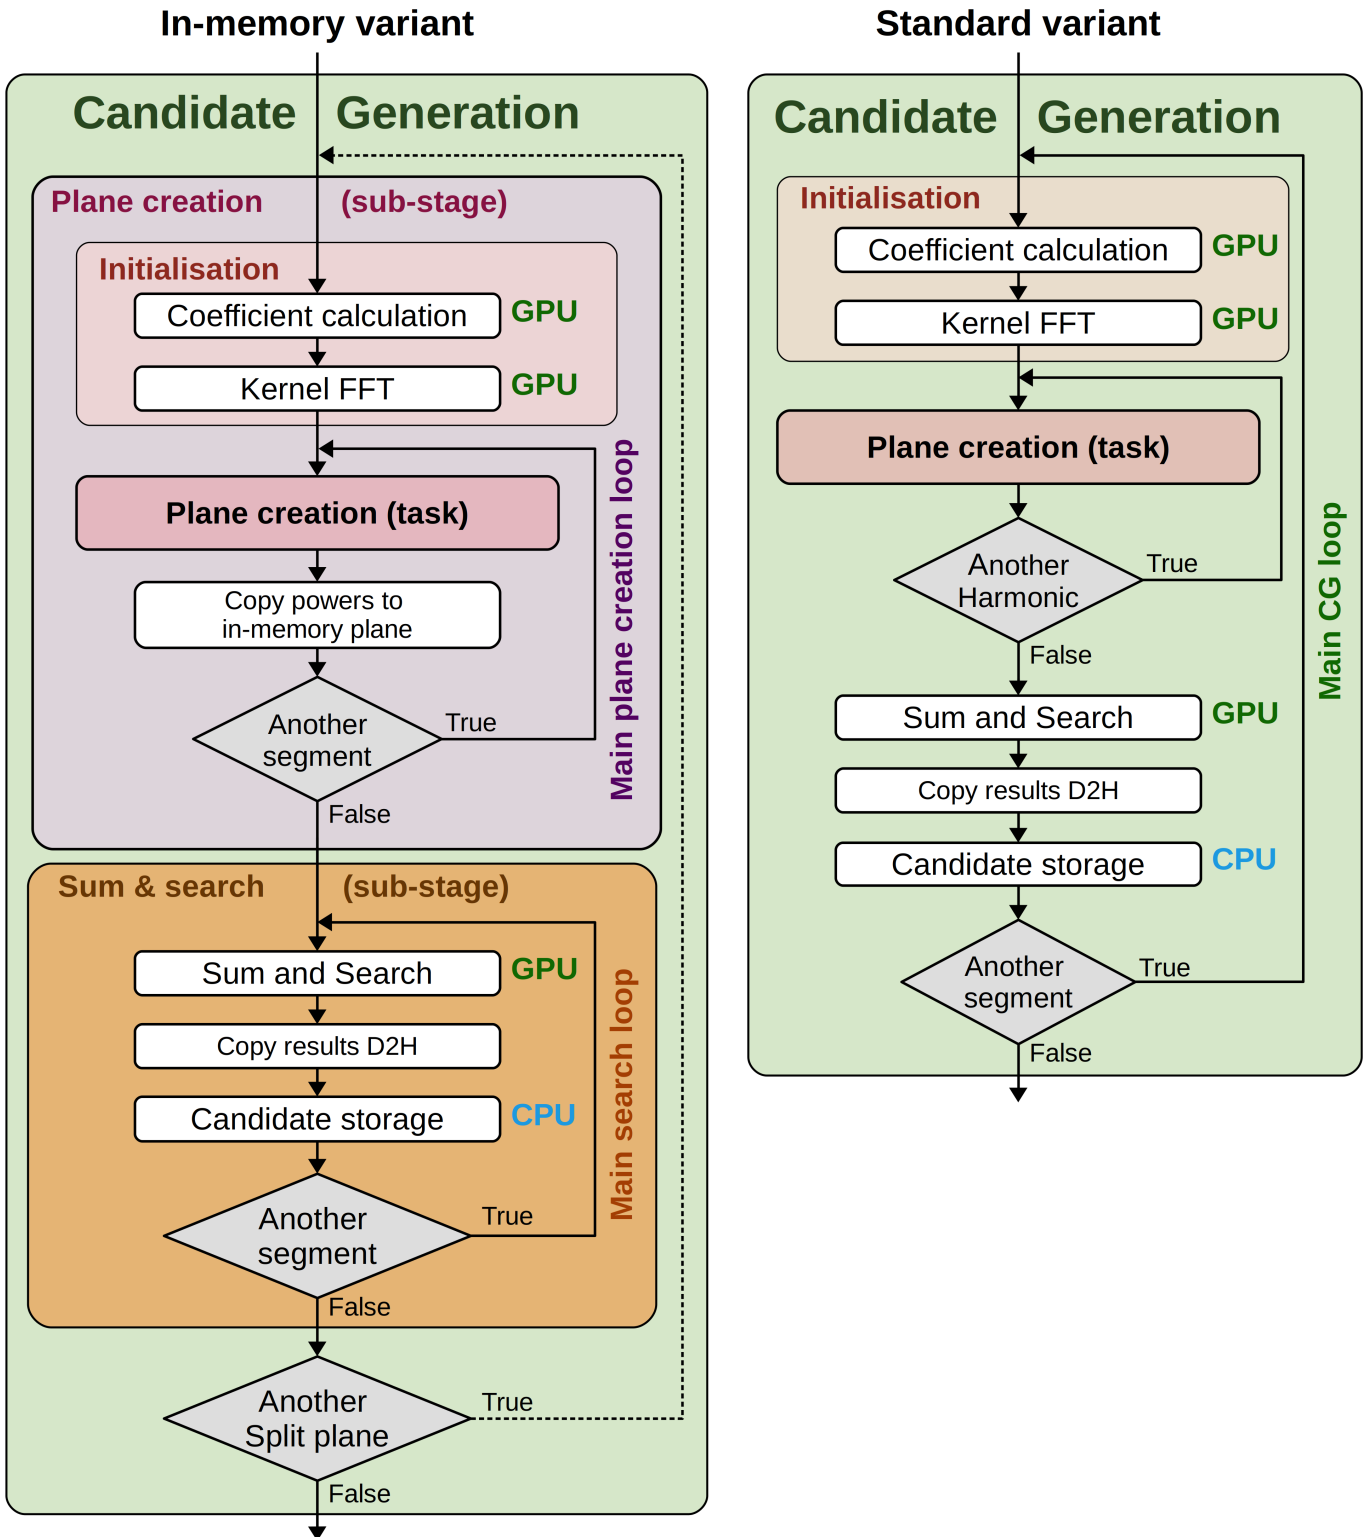 In-memory variant
Candidate Generation
Plane creation (sub-stage)
Initialisation
Coefficient calculation GPU
Kernel FFT GPU
Plane creation (task)
Copy powers to
in-memory plane
Another
segment
True
False
Main plane creation loop
Sum & search (sub-stage)
Sum and Search GPU
Copy results D2H
Candidate storage CPU
Another
segment
True
False
Main search loop
Another
Split plane
True
False
Standard variant
Candidate Generation
Initialisation
Coefficient calculation GPU
Kernel FFT GPU
Plane creation (task)
Another
Harmonic
True
False
Sum and Search GPU
Copy results D2H
Candidate storage CPU
Another
segment
True
False
Main CG loop